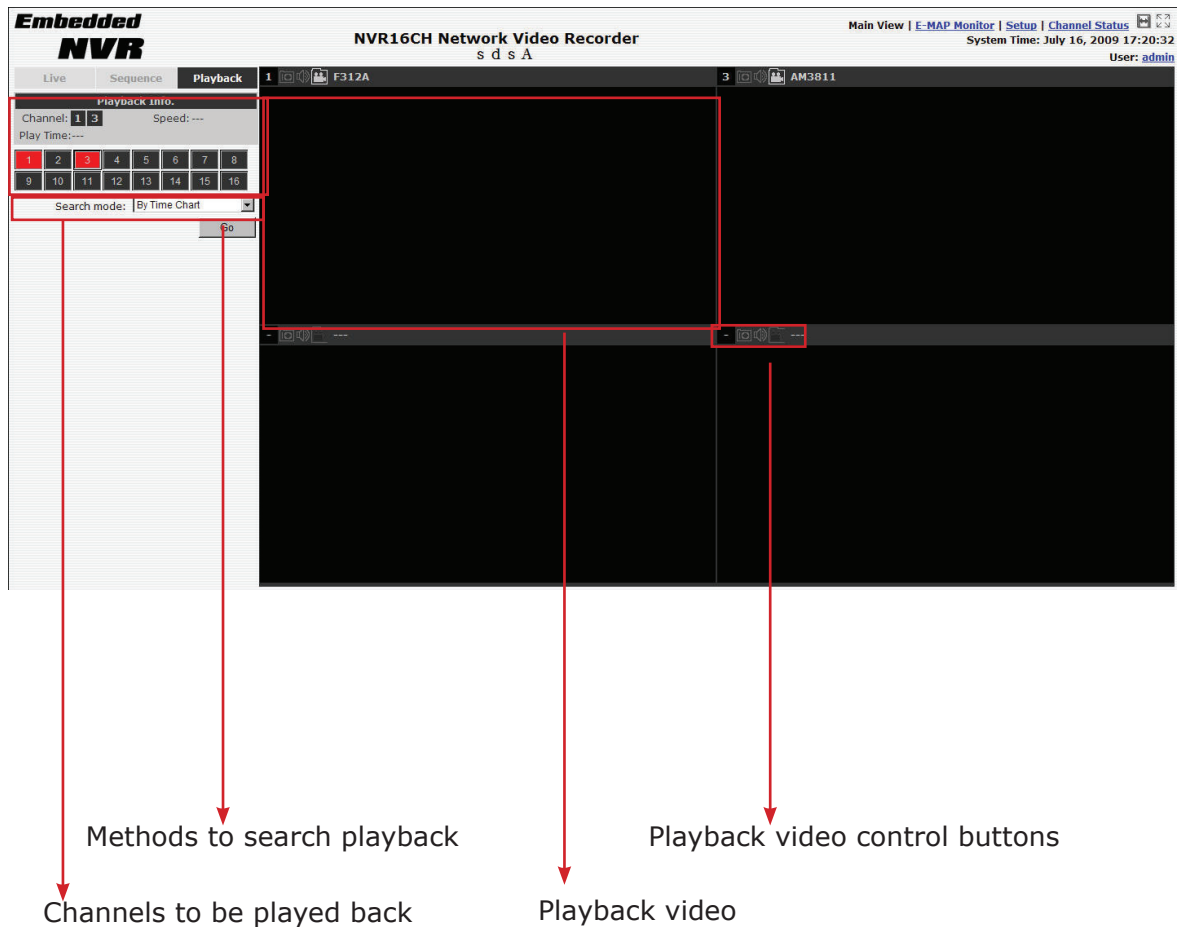 Embedded
NVR
NVR16CH Network Video Recorder
s d s A
Main View | E-MAP Monitor | Setup | Channel Status
System Time: July 16, 2009 17:20:32
User: admin
Live Sequence Playback
1 F312A
3 AM3811
Playback Info.
Channel: 1 3 Speed: ---
Play Time:---
1 2 3 4 5 6 7 8
9 10 11 12 13 14 15 16
Search mode: By Time Chart
Go
- ---
- ---
Methods to search playback
Playback video control buttons
Channels to be played back
Playback video